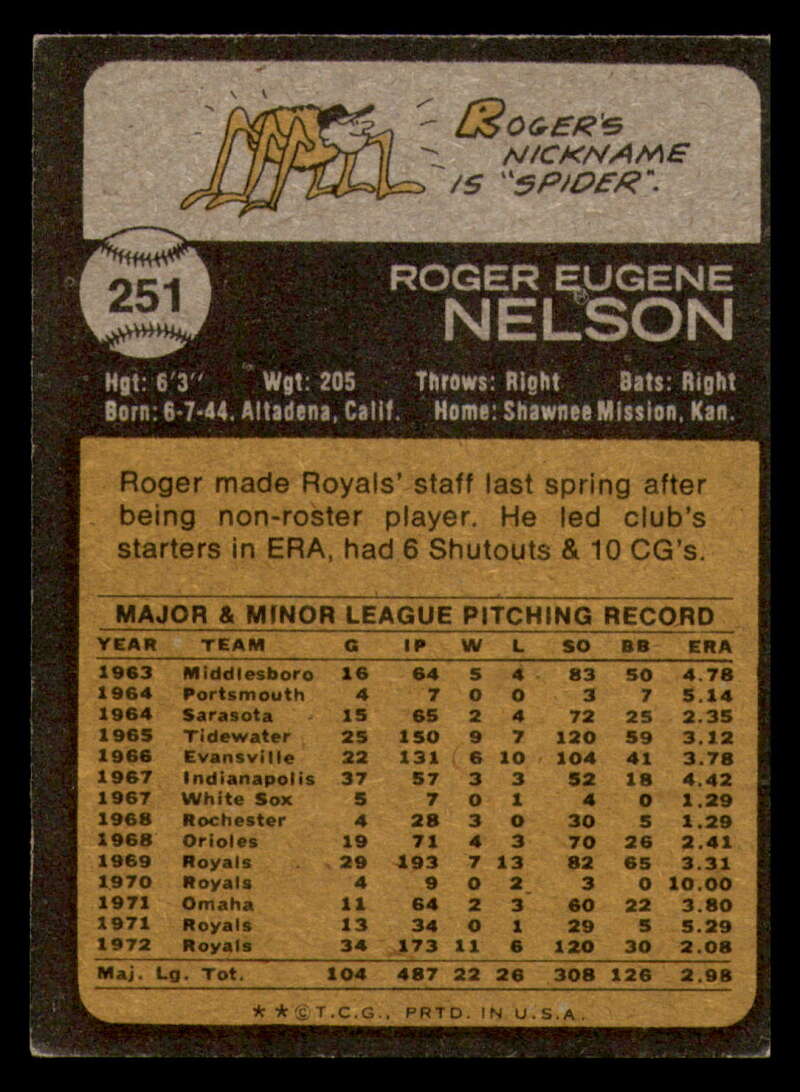 ROGER'S
NICKNAME
IS "SPIDER".
251
ROGER EUGENE
NELSON
Hgt: 6'3" Wgt: 205 Throws: Right Bats: Right
Born: 6-7-44. Altadena, Calif. Home: Shawnee Mission, Kan.
Roger made Royals' staff last spring after
being non-roster player. He led club's
starters in ERA, had 6 Shutouts & 10 CG's.
MAJOR & MINOR LEAGUE PITCHING RECORD
YEAR TEAM G IP W L SO BB ERA
1963 Middlesboro 16 64 5 4 83 50 4.78
1964 Portsmouth 4 7 0 0 3 7 5.14
1964 Sarasota 15 65 2 4 72 25 2.35
1965 Tidewater 25 150 9 7 120 59 3.12
1966 Evansville 22 131 6 10 104 41 3.78
1967 Indianapolis 37 57 3 3 52 18 4.42
1967 White Sox 5 7 0 1 4 0 1.29
1968 Rochester 4 28 3 0 30 5 1.29
1968 Orioles 19 71 4 3 70 26 2.41
1969 Royals 29 193 7 13 82 65 3.31
1970 Royals 4 9 0 2 3 0 10.00
1971 Omaha 11 64 2 3 60 22 3.80
1971 Royals 13 34 0 1 29 5 5.29
1972 Royals 34 173 11 6 120 30 2.08
Maj. Lg. Tot. 104 487 22 26 308 126 2.98
* * © T.C.G., PRTD. IN U.S.A.